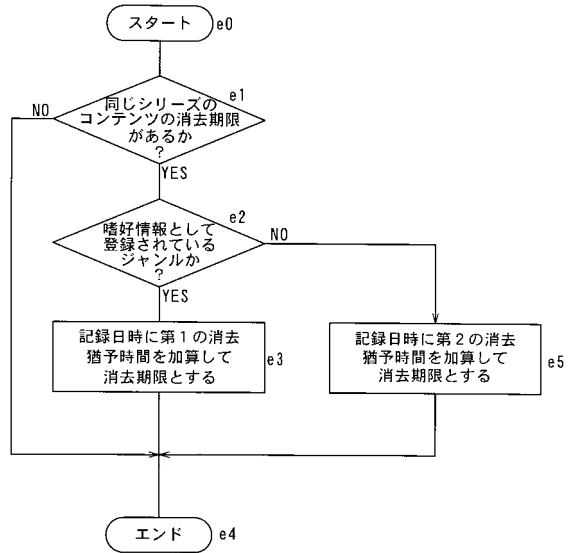 スタート
e0
e1
同じシリーズの
コンテンツの消去期限
があるか
?
NO
YES
e2
嗜好情報として
登録されている
ジャンルか
?
NO
YES
記録日時に第1の消去
猶予時間を加算して
消去期限とする
e3
記録日時に第2の消去
猶予時間を加算して
消去期限とする
e5
エンド
e4